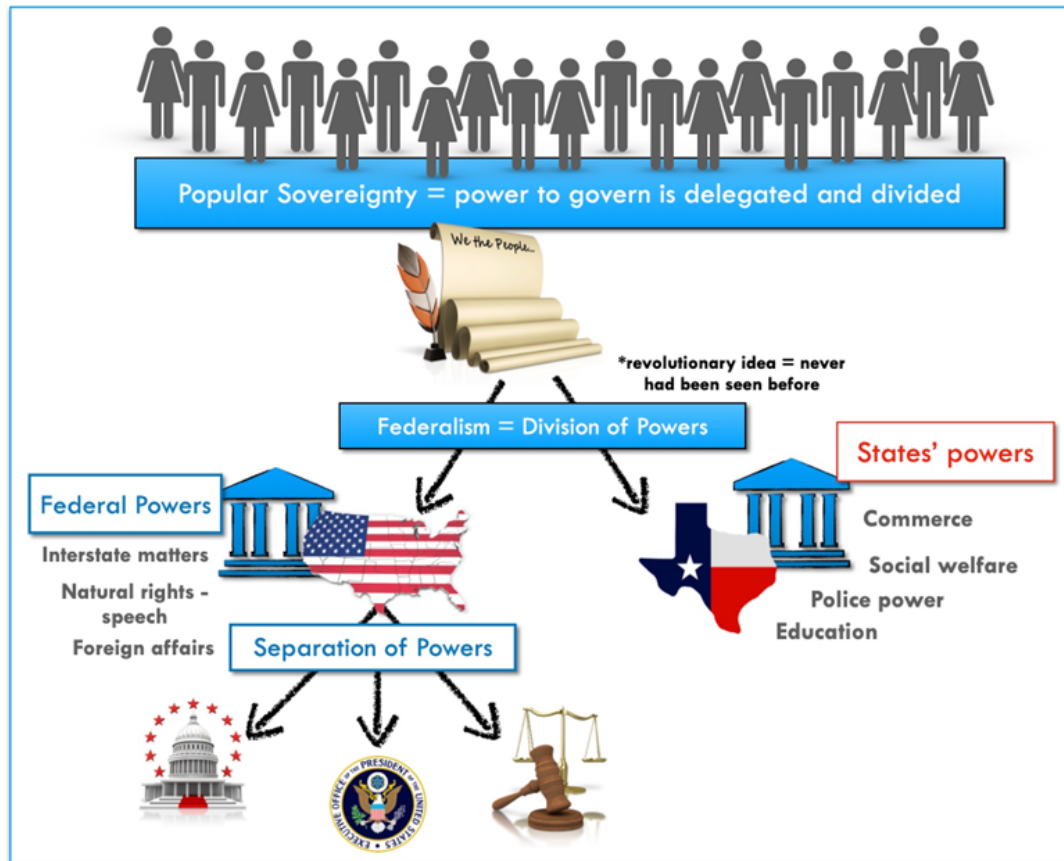 Popular Sovereignty = power to govern is delegated and divided
We the People...
*revolutionary idea = never
had been seen before
Federalism = Division of Powers
Federal Powers
Interstate matters
Natural rights -
speech
Foreign affairs
States' powers
Commerce
Social welfare
Police power
Education
Separation of Powers
EXECUTIVE OFFICE OF THE PRESIDENT OF THE UNITED STATES